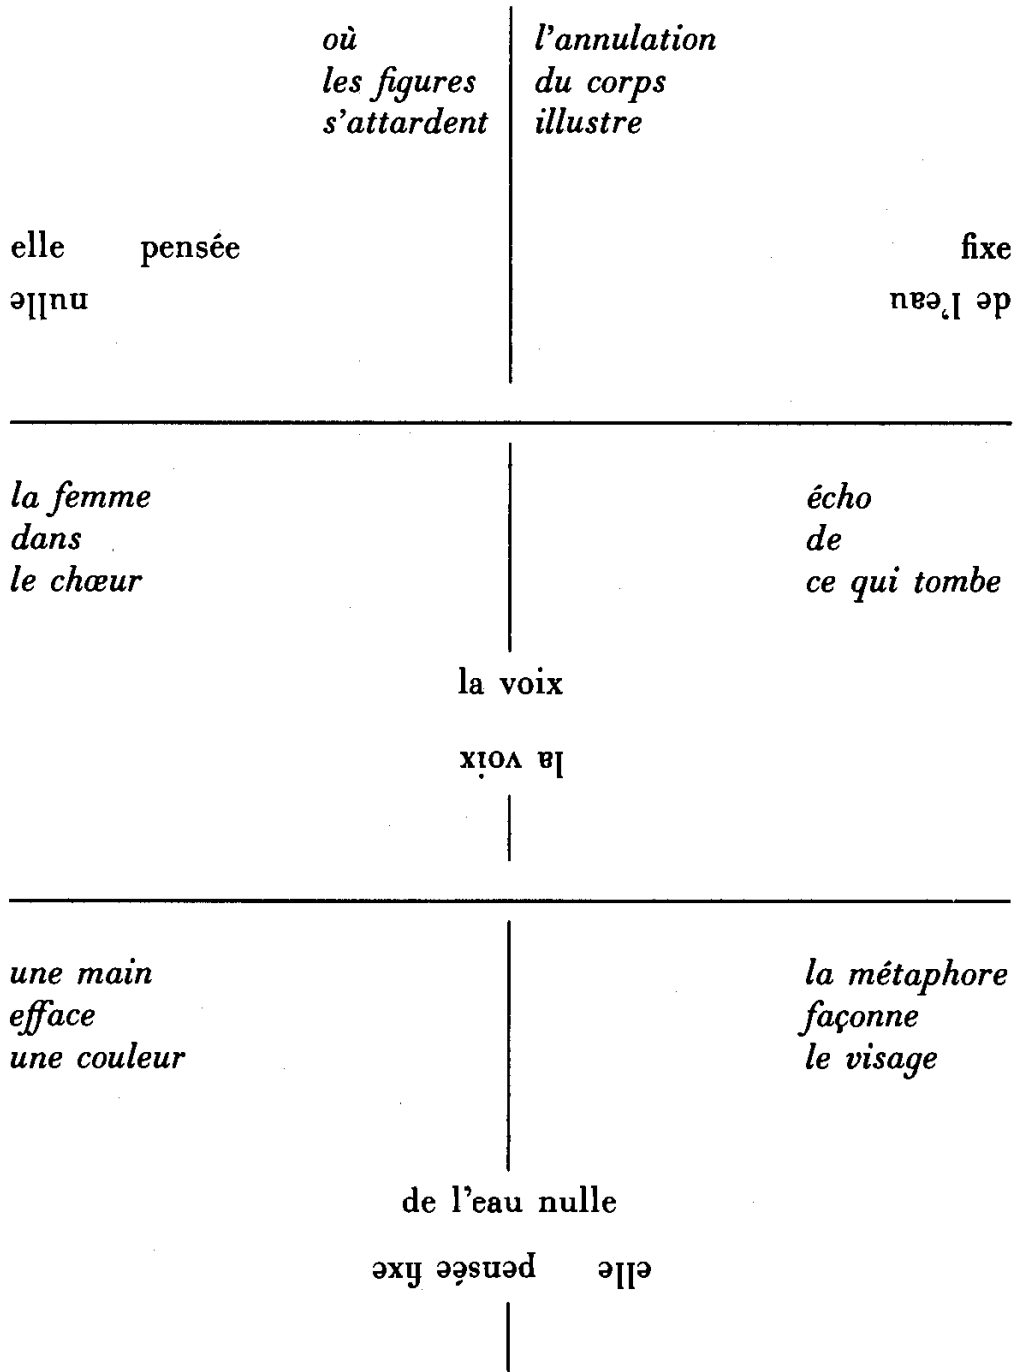 où
les figures
s'attardent
l'annulation
du corps
illustre
elle pensée fixe
nulle de l'eau
la femme
dans
le chœur
écho
de
ce qui tombe
la voix
la voix
une main
efface
une couleur
la métaphore
façonne
le visage
de l'eau nulle
elle pensée fixe